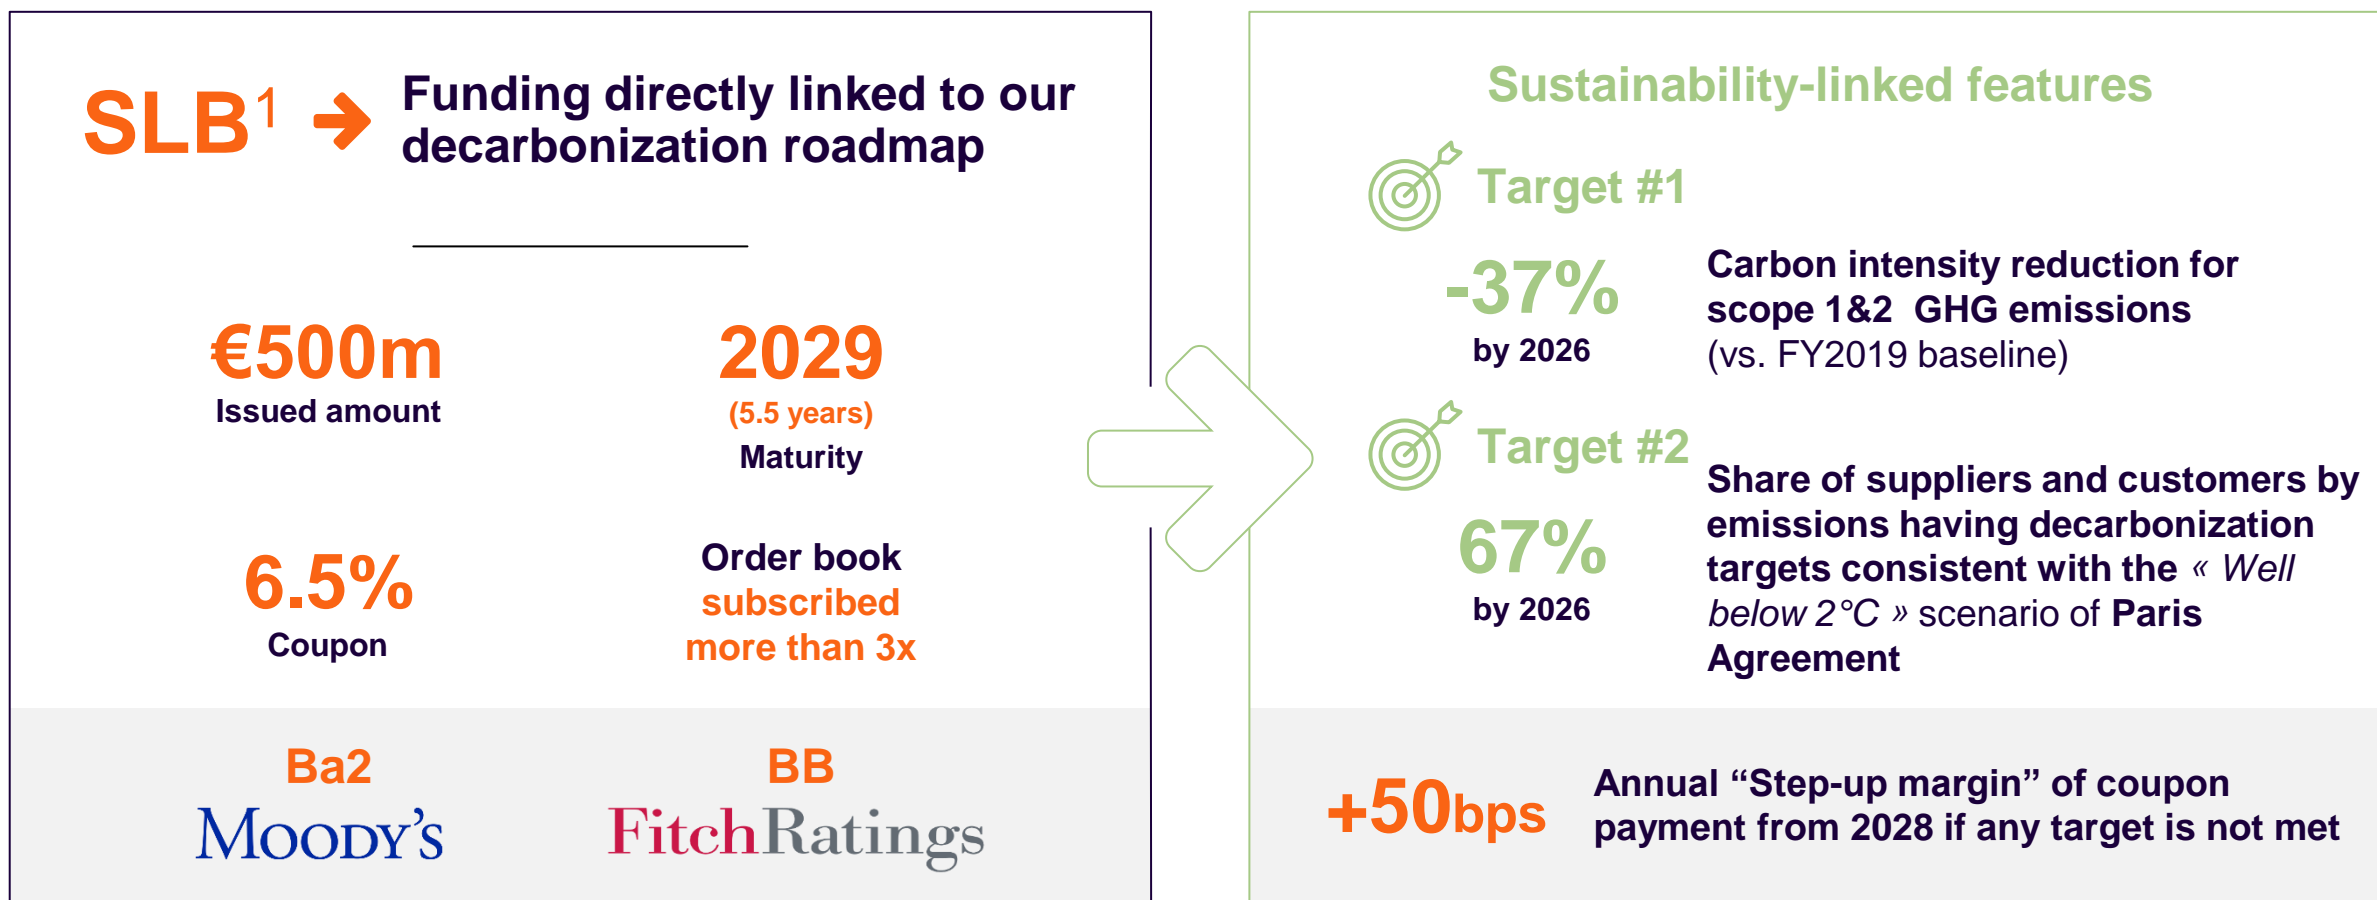 SLB1
Funding directly linked to our
decarbonization roadmap
€500m
Issued amount
2029
(5.5 years)
Maturity
6.5%
Coupon
Order book
subscribed
more than 3x
Ba2
MOODY'S
BB
FitchRatings
Sustainability-linked features
Target #1
-37%
by 2026
Carbon intensity reduction for
scope 1&2 GHG emissions
(vs. FY2019 baseline)
Target #2
67%
by 2026
Share of suppliers and customers by
emissions having decarbonization
targets consistent with the « Well
below 2°C » scenario of Paris
Agreement
+50bps
Annual “Step-up margin” of coupon
payment from 2028 if any target is not met